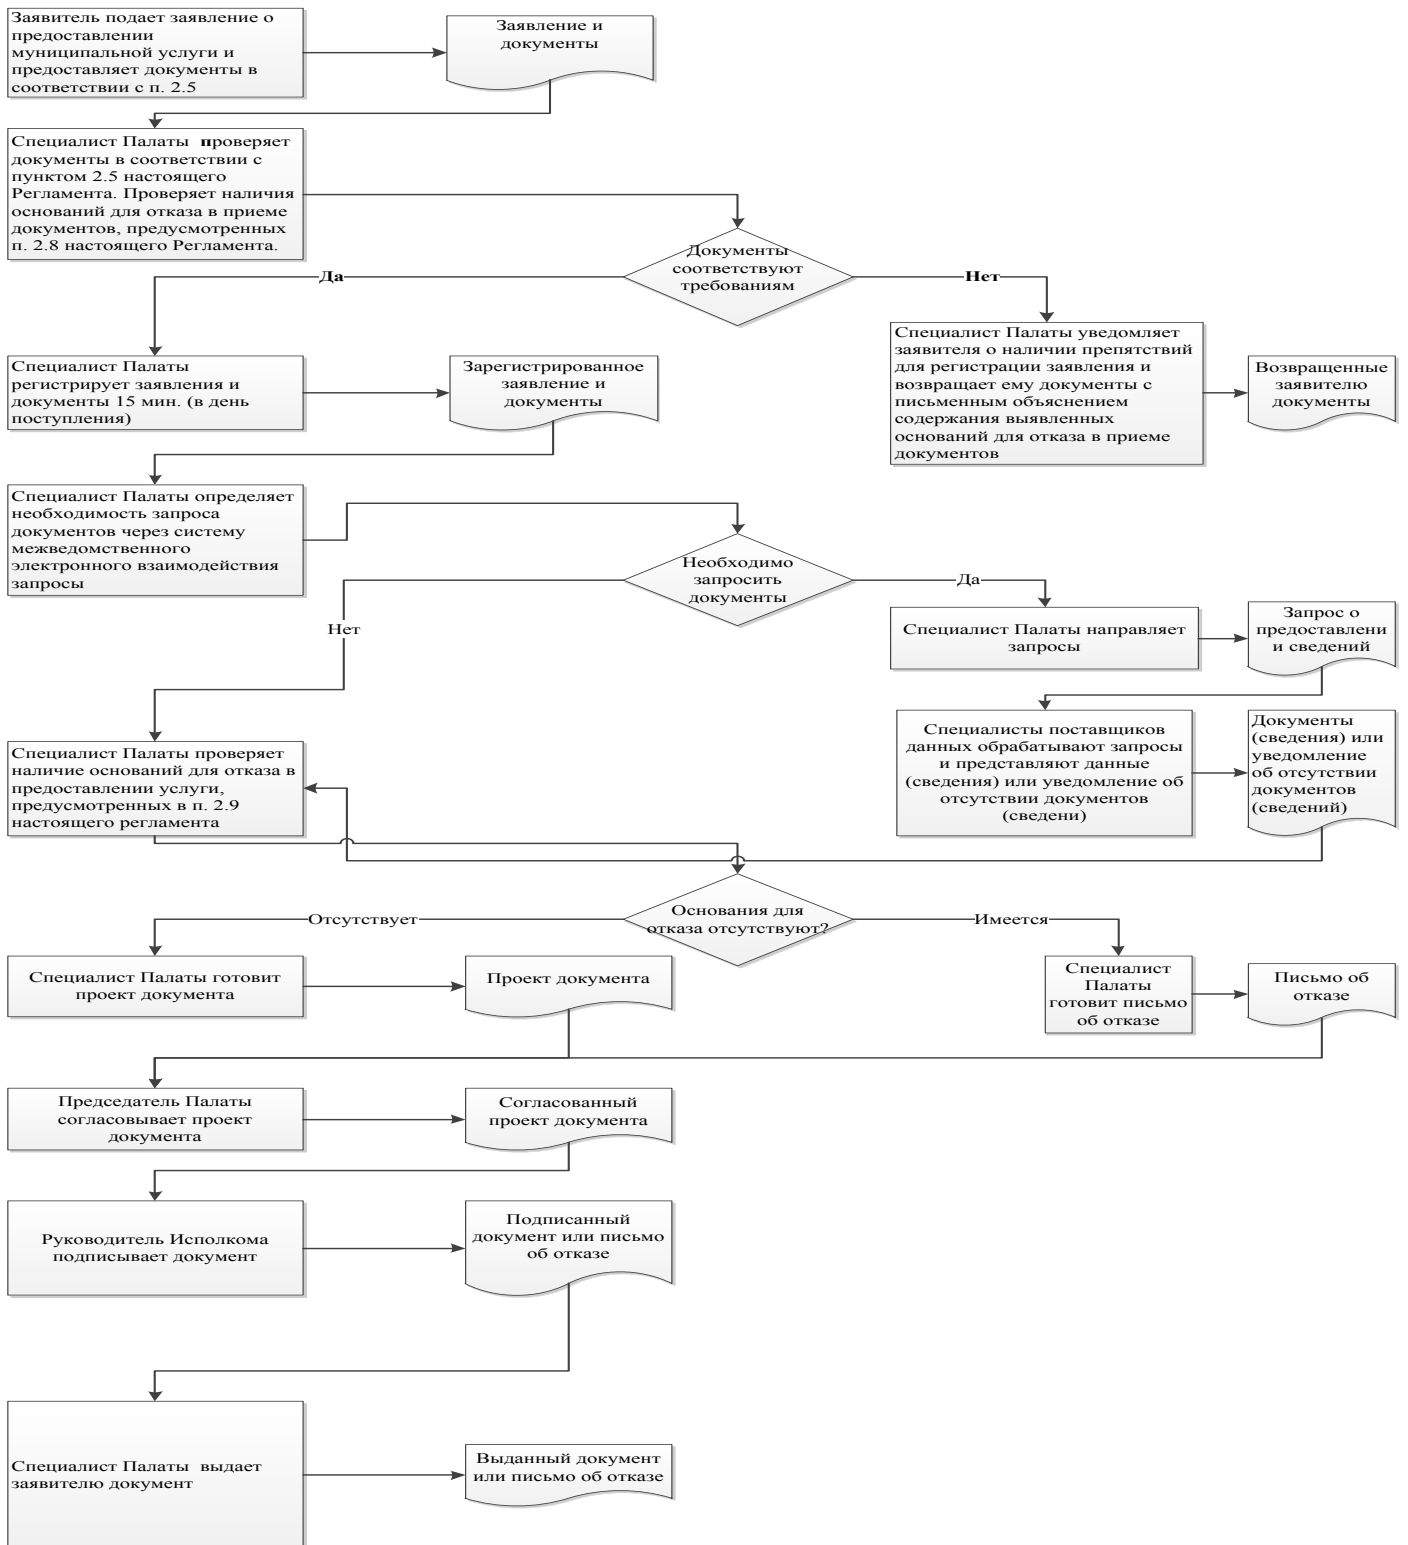 Заявитель подает заявление о
предоставлении
муниципальной услуги и
предоставляет документы в
соответствии с п. 2.5
Заявление и
документы
Специалист Палаты проверяет
документы в соответствии с
пунктом 2.5 настоящего
Регламента. Проверяет наличия
оснований для отказа в приеме
документов, предусмотренных
п. 2.8 настоящего Регламента.
Документы
соответствуют
требованиям
Да
Нет
Специалист Палаты
регистрирует заявления и
документы 15 мин. (в день
поступления)
Зарегистрированное
заявление и
документы
Специалист Палаты уведомляет
заявителя о наличии препятствий
для регистрации заявления и
возвращает ему документы с
письменным объяснением
содержания выявленных
оснований для отказа в приеме
документов
Возвращенные
заявителю
документы
Специалист Палаты определяет
необходимость запроса
документов через систему
межведомственного
электронного взаимодействия
запросы
Необходимо
запросить
документы
Да
Нет
Специалист Палаты направляет
запросы
Запрос о
предоставлени
и сведений
Специалисты поставщиков
данных обрабатывают запросы
и представляют данные
(сведения) или уведомление об
отсутствии документов
(сведени)
Документы
(сведения) или
уведомление
об отсутствии
документов
(сведений)
Специалист Палаты проверяет
наличие оснований для отказа в
предоставлении услуги,
предусмотренных в п. 2.9
настоящего регламента
Основания для
отказа отсутствуют?
Отсутствует
Имеется
Специалист Палаты готовит
проект документа
Проект документа
Специалист
Палаты
готовит письмо
об отказе
Письмо об
отказе
Председатель Палаты
согласовывает проект
документа
Согласованный
проект документа
Руководитель Исполкома
подписывает документ
Подписанный
документ или письмо
об отказе
Специалист Палаты выдает
заявителю документ
Выданный документ
или письмо об отказе